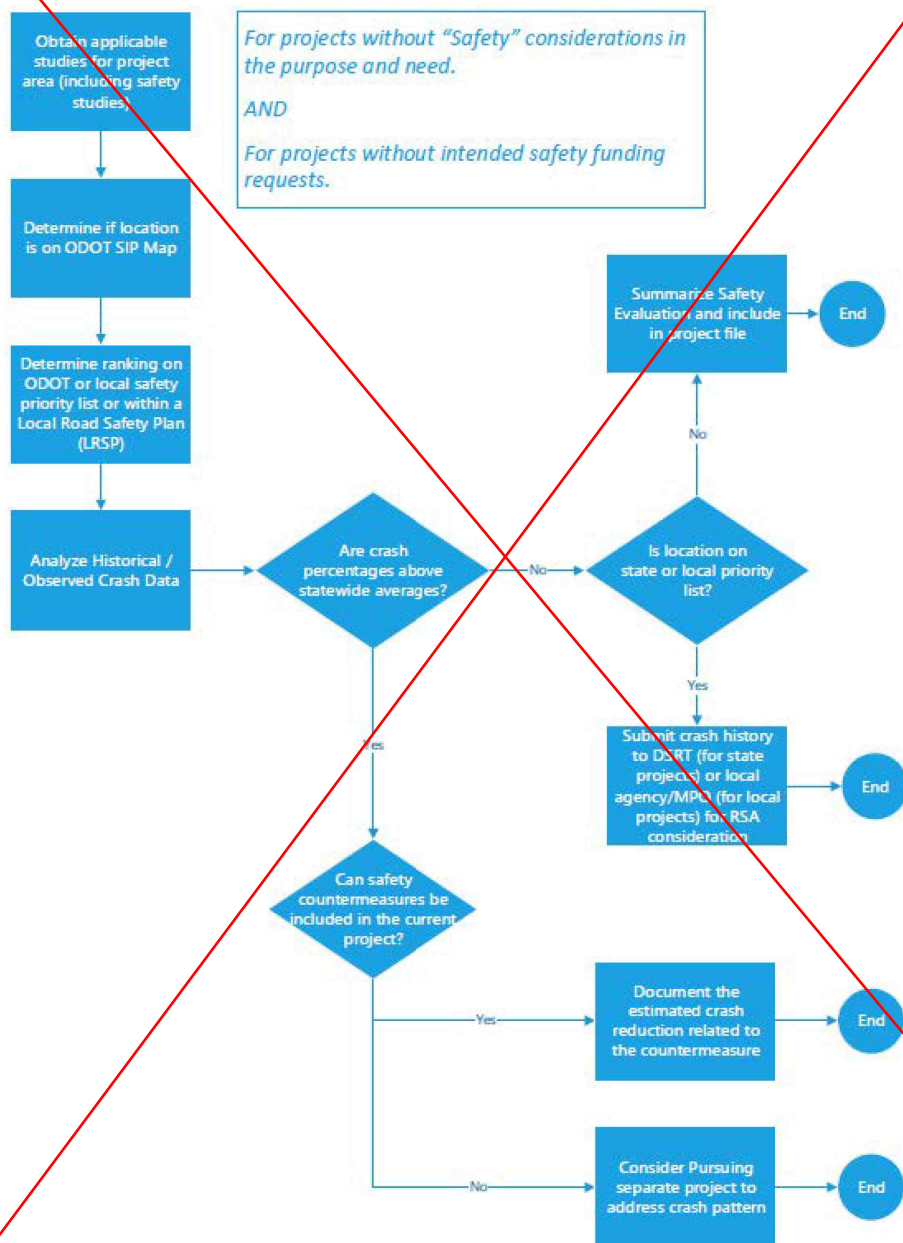 Obtain applicable
studies for project
area (including safety
studies)
For projects without “Safety” considerations in
the purpose and need.
AND
For projects without intended safety funding
requests.
Determine if location
is on ODOT SIP Map
Determine ranking on
ODOT or local safety
priority list or within a
Local Road Safety Plan
(LRSP)
Analyze Historical /
Observed Crash Data
Are crash
percentages above
statewide averages?
No
Is location on
state or local priority
list?
No
Summarize Safety
Evaluation and include
in project file
End
Yes
Submit crash history
to DSRT (for state
projects) or local
agency/MPO (for local
projects) for RSA
consideration
End
Yes
Can safety
countermeasures be
included in the current
project?
Yes
Document the
estimated crash
reduction related to
the countermeasure
End
No
Consider Pursuing
separate project to
address crash pattern
End